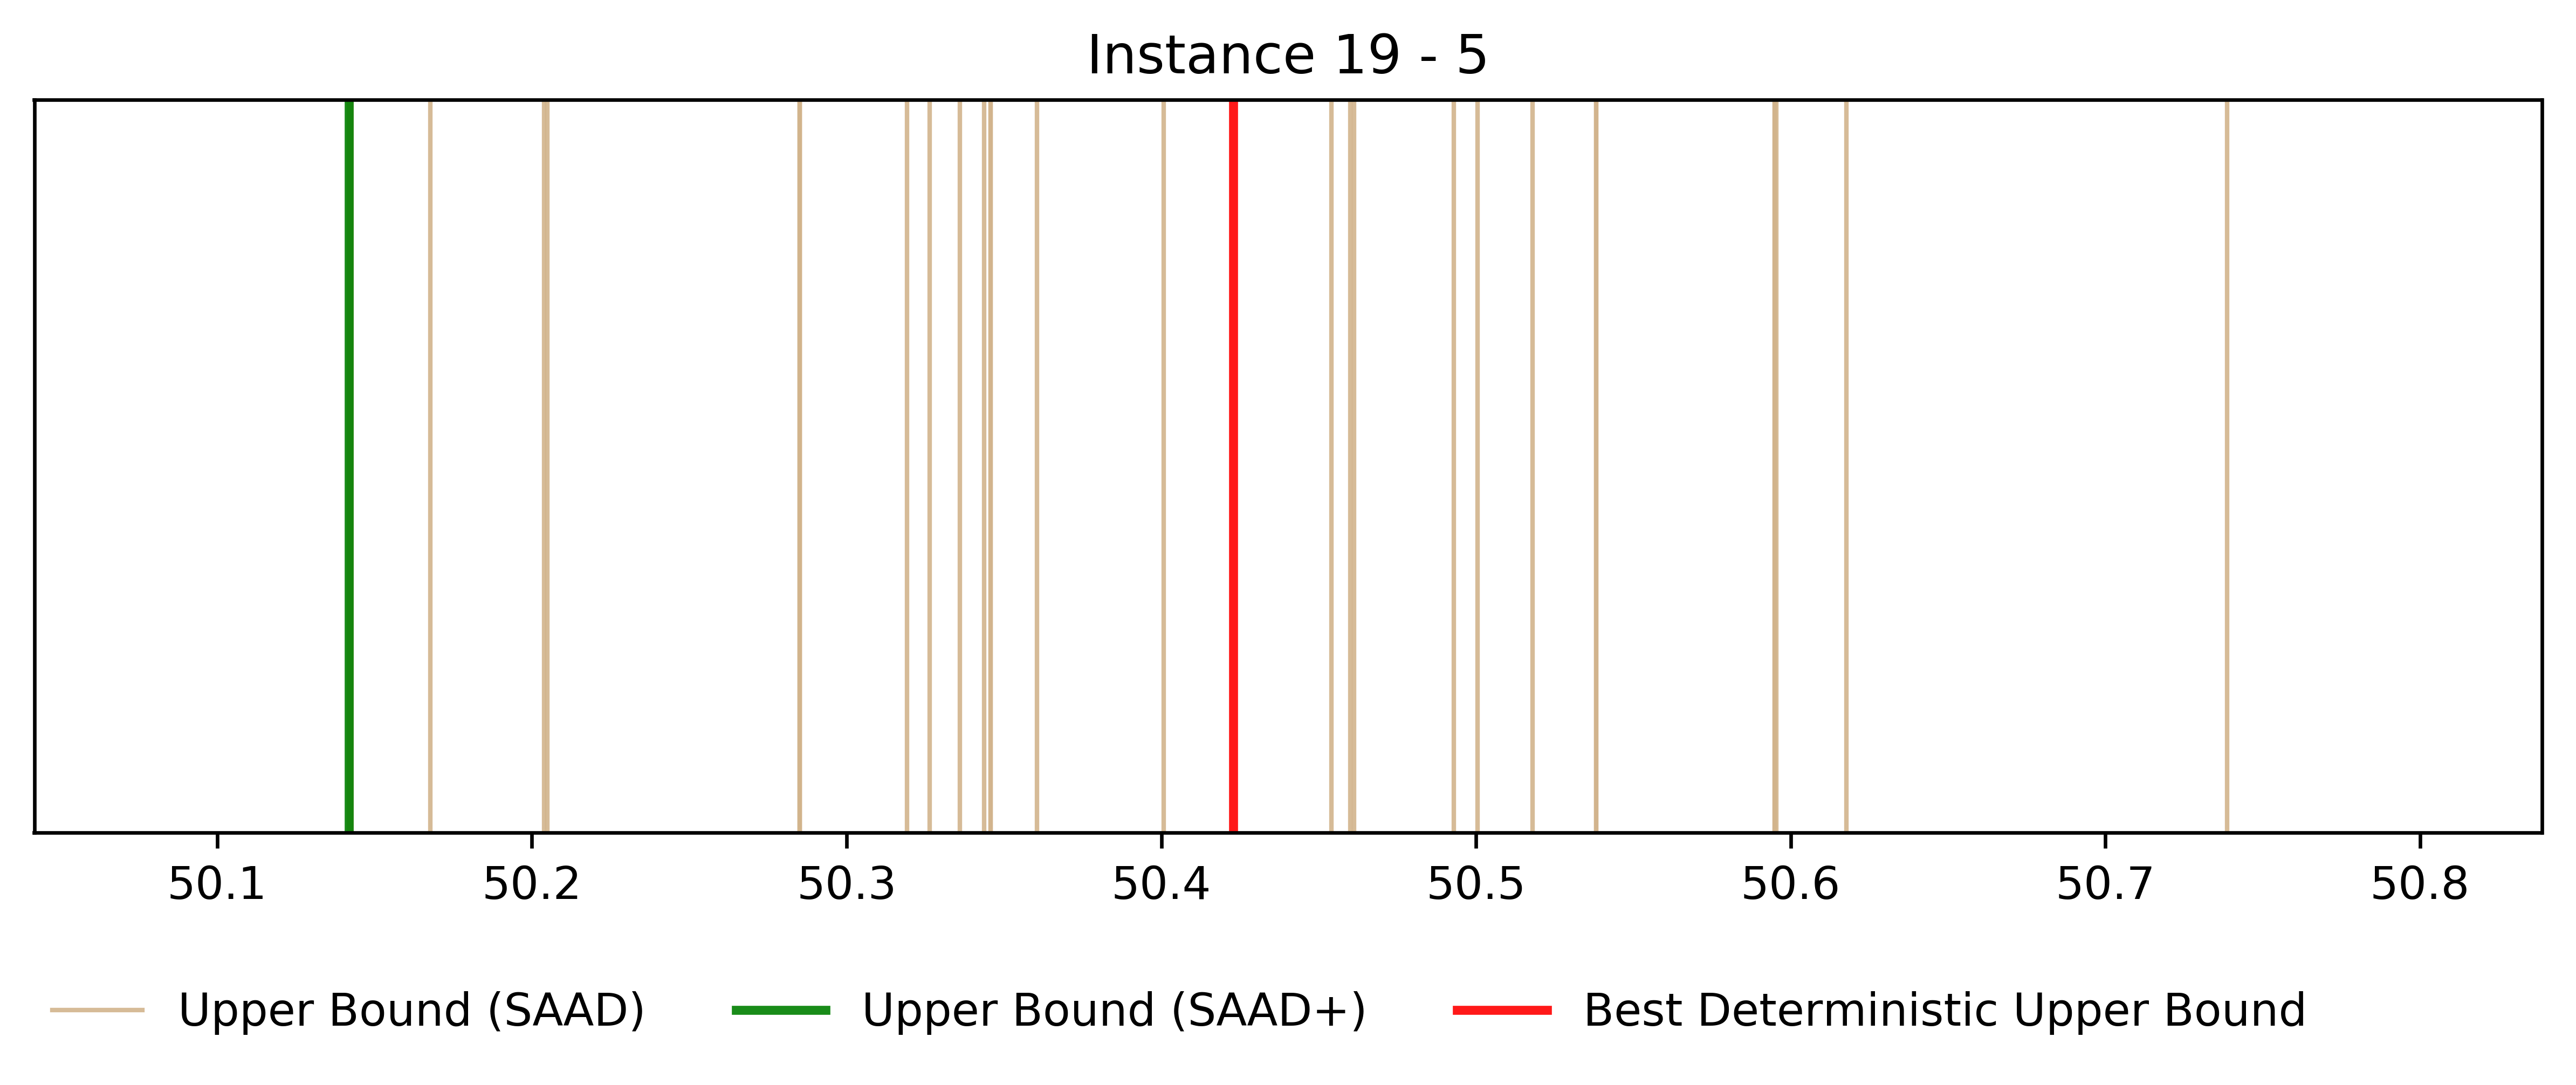 Instance 19 - 5
50.1 50.2 50.3 50.4 50.5 50.6 50.7 50.8
Upper Bound (SAAD) Upper Bound (SAAD+) Best Deterministic Upper Bound